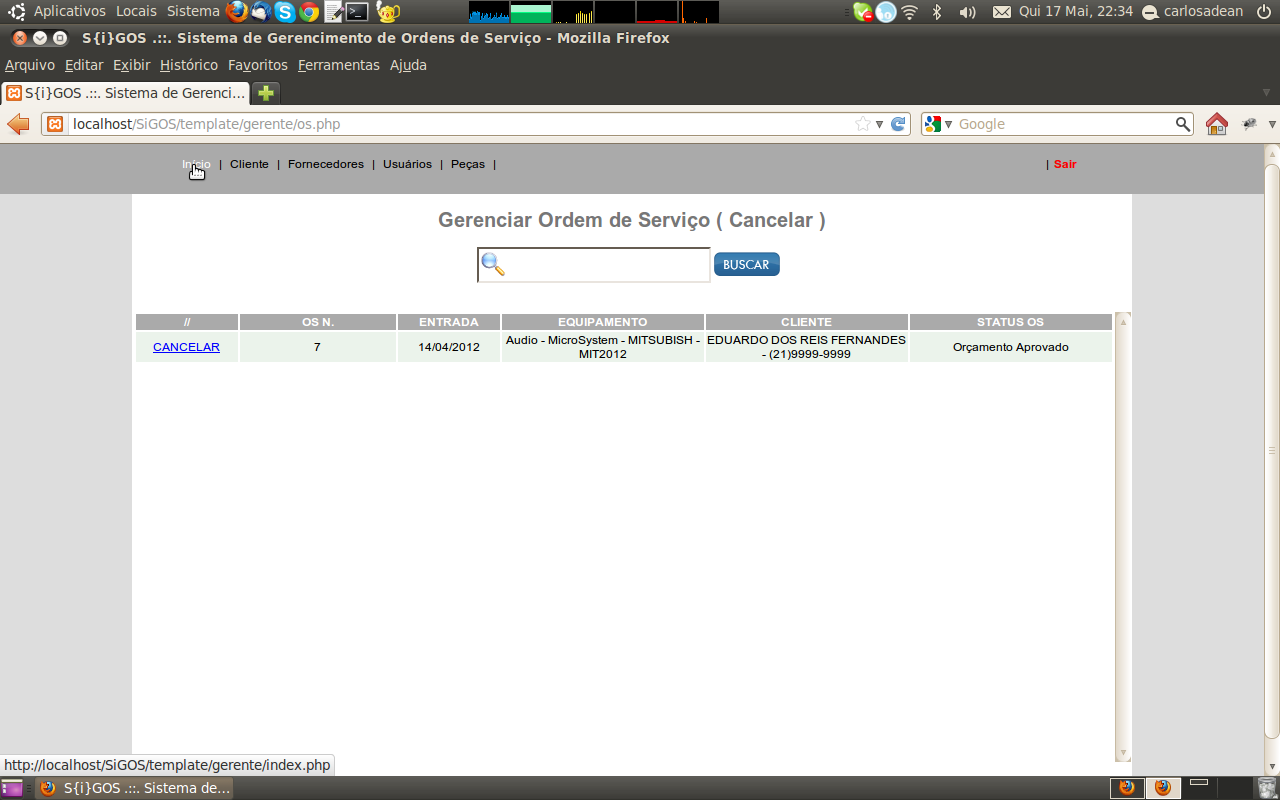 Aplicativos Locais Sistema Qui 17 Mai, 22:34 carlosadean
S{i}GOS .::. Sistema de Gerencimento de Ordens de Serviço - Mozilla Firefox
Arquivo Editar Exibir Histórico Favoritos Ferramentas Ajuda
S{i}GOS .::. Sistema de Gerenci...
localhost/SiGOS/template/gerente/os.php Google
Início | Cliente | Fornecedores | Usuários | Peças | | Sair
Gerenciar Ordem de Serviço ( Cancelar )
BUSCAR
// OS N. ENTRADA EQUIPAMENTO CLIENTE STATUS OS
CANCELAR 7 14/04/2012 Audio - MicroSystem - MITSUBISH - EDUARDO DOS REIS FERNANDES Orçamento Aprovado
MIT2012 - (21)9999-9999
http://localhost/SiGOS/template/gerente/index.php
S{i}GOS .::. Sistema de...